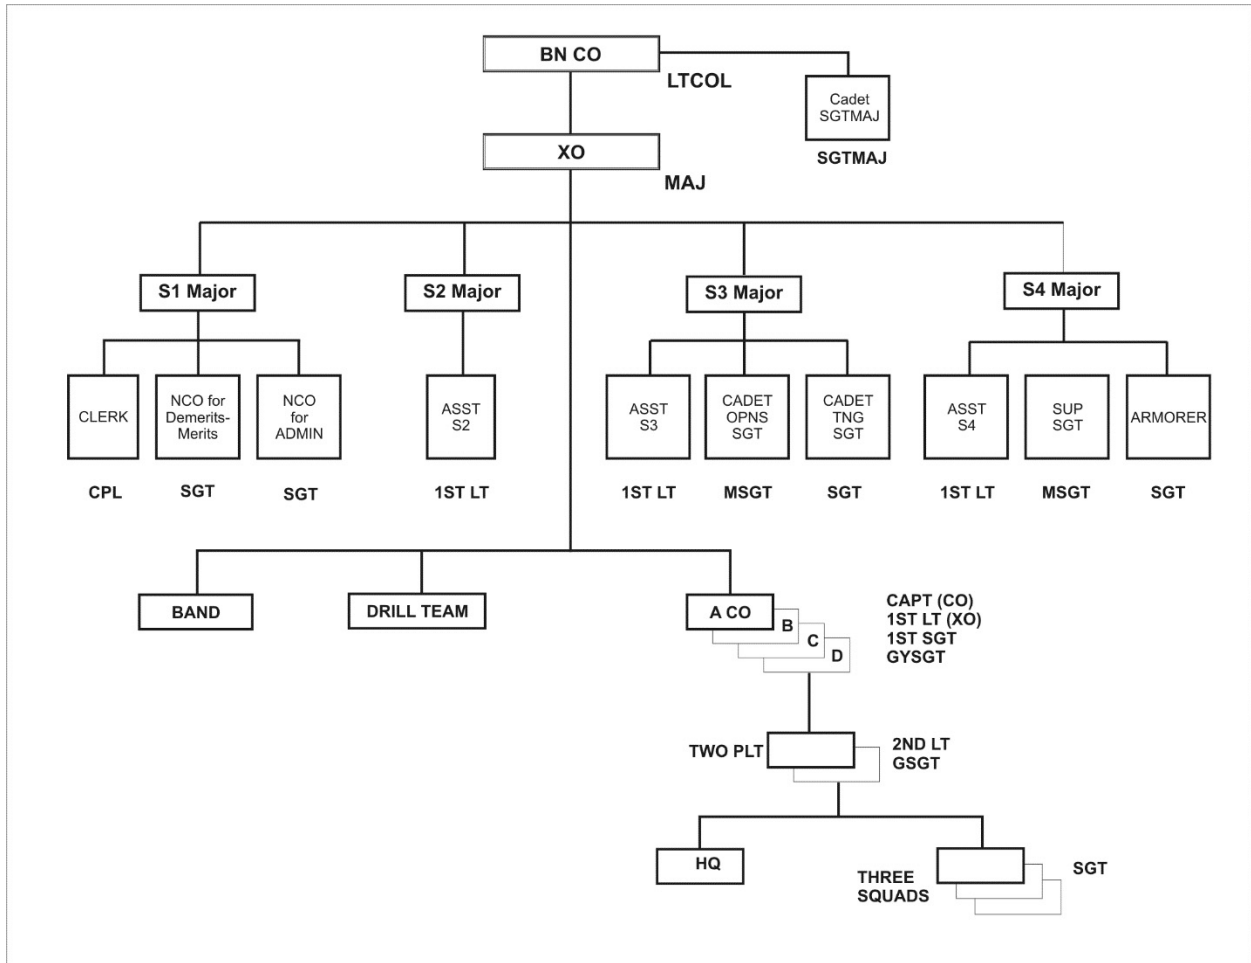 BN CO
LTCOL
Cadet
SGTMAJ
SGTMAJ
XO
MAJ
S1 Major
S2 Major
S3 Major
S4 Major
CLERK
NCO for
Demerits-
Merits
NCO
for
ADMIN
ASST
S2
ASST
S3
CADET
OPNS
SGT
CADET
TNG
SGT
ASST
S4
SUP
SGT
ARMORER
CPL
SGT
SGT
1ST LT
1ST LT
MSGT
SGT
1ST LT
MSGT
SGT
BAND
DRILL TEAM
A CO
B
C
D
CAPT (CO)
1ST LT (XO)
1ST SGT
GYSGT
TWO PLT
2ND LT
GSGT
HQ
THREE
SQUADS
SGT